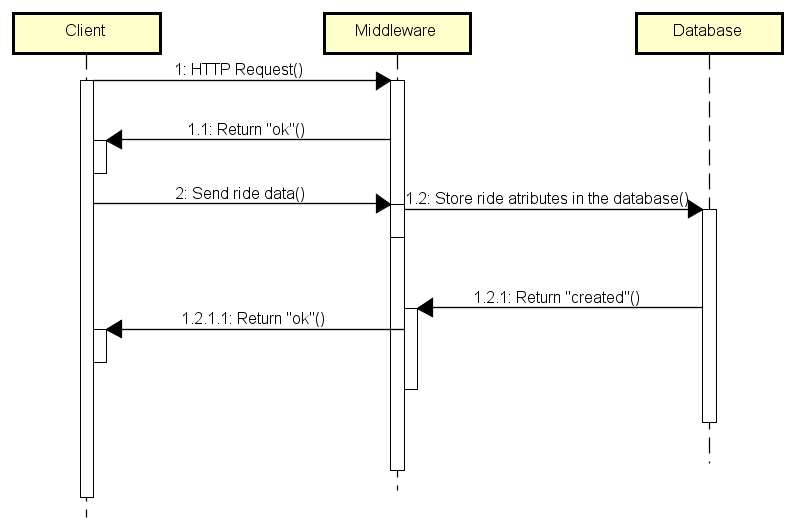 Client
Middleware
Database
1: HTTP Request()
1.1: Return "ok"()
2: Send ride data()
1.2: Store ride atributes in the database()
1.2.1: Return "created"()
1.2.1.1: Return "ok"()